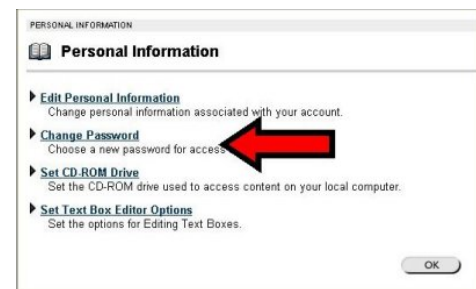 PERSONAL INFORMATION
Personal Information
Edit Personal Information
Change personal information associated with your account.
Change Password
Choose a new password for access
Set CD-ROM Drive
Set the CD-ROM drive used to access content on your local computer.
Set Text Box Editor Options
Set the options for Editing Text Boxes.
OK